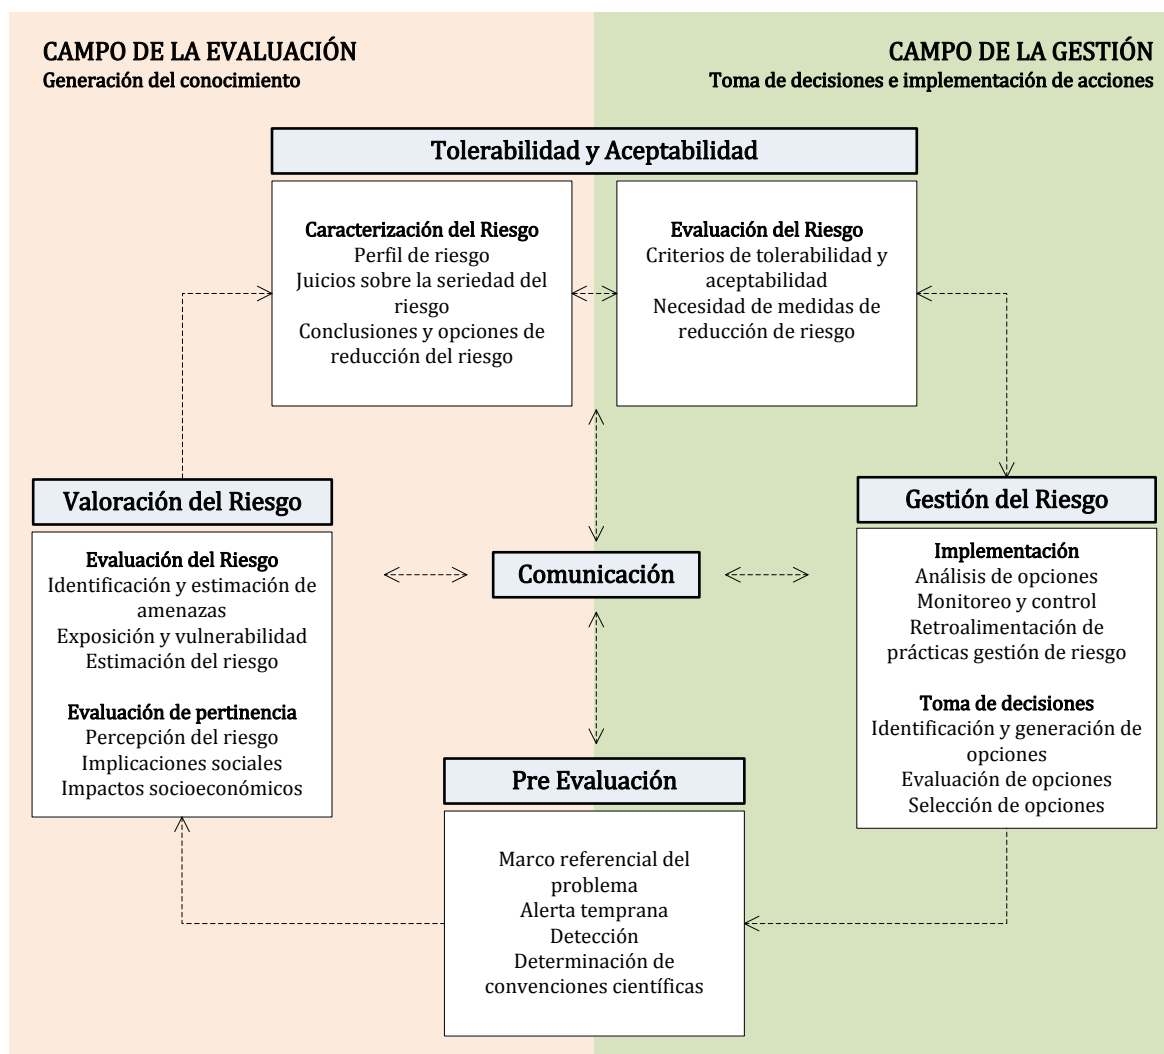 CAMPO DE LA EVALUACIÓN
Generación del conocimiento
CAMPO DE LA GESTIÓN
Toma de decisiones e implementación de acciones
Tolerabilidad y Aceptabilidad
Caracterización del Riesgo
Perfil de riesgo
Juicios sobre la seriedad del
riesgo
Conclusiones y opciones de
reducción del riesgo
Evaluación del Riesgo
Criterios de tolerabilidad y
aceptabilidad
Necesidad de medidas de
reducción de riesgo
Valoración del Riesgo
Evaluación del Riesgo
Identificación y estimación de
amenazas
Exposición y vulnerabilidad
Estimación del riesgo
Evaluación de pertinencia
Percepción del riesgo
Implicaciones sociales
Impactos socioeconómicos
Comunicación
Gestión del Riesgo
Implementación
Análisis de opciones
Monitoreo y control
Retroalimentación de
prácticas gestión de riesgo
Toma de decisiones
Identificación y generación de
opciones
Evaluación de opciones
Selección de opciones
Pre Evaluación
Marco referencial del
problema
Alerta temprana
Detección
Determinación de
convenciones científicas